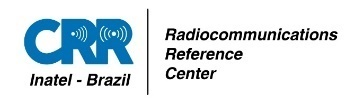 CRR
Inatel - Brazil
Radiocommunications
Reference
Center